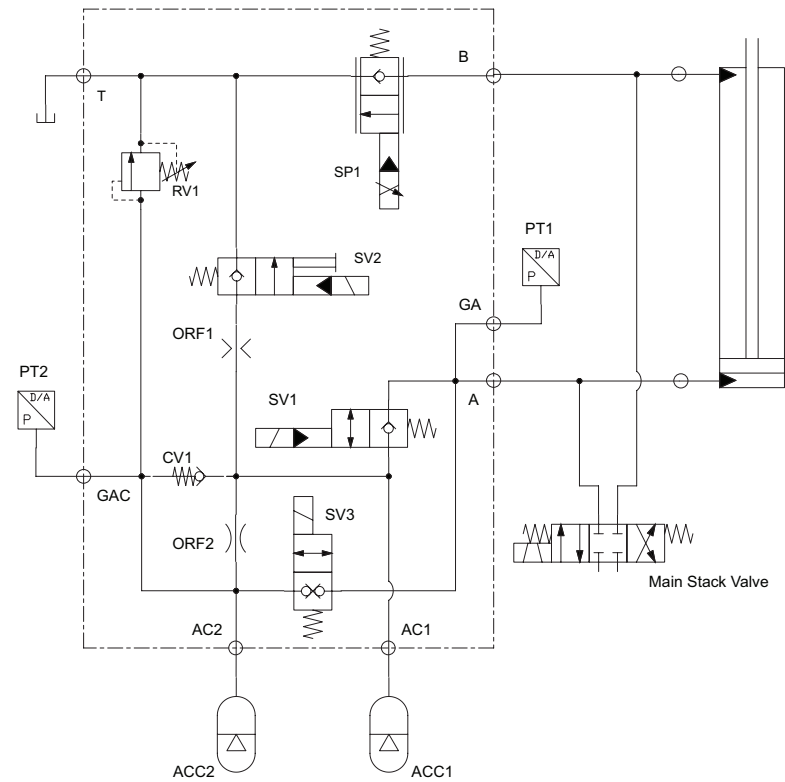 B
T
SP1
RV1
PT1
D/A
P
SV2
GA
ORF1
PT2
D/A
P
SV1
A
CV1
GAC
SV3
ORF2
Main Stack Valve
AC2
AC1
ACC2
ACC1